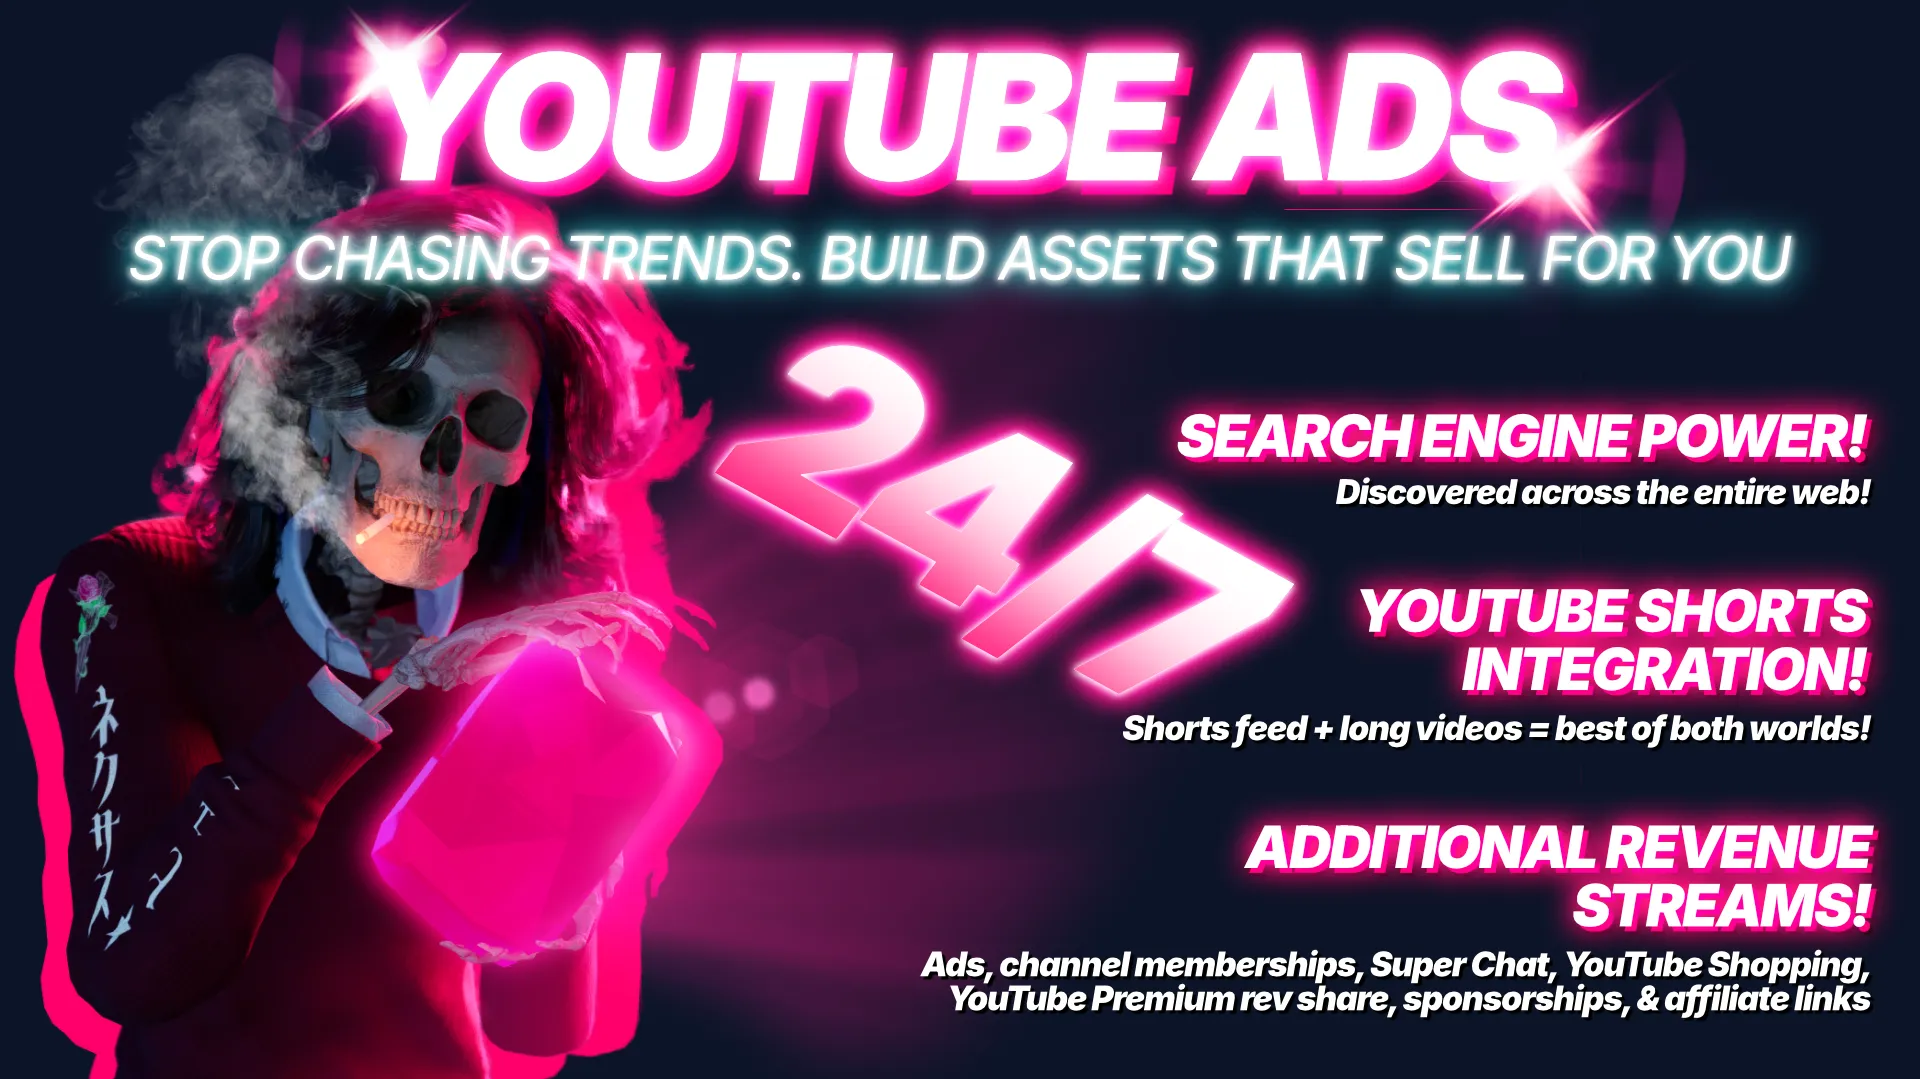 YOUTUBE ADS
STOP CHASING TRENDS. BUILD ASSETS THAT SELL FOR YOU
24/7
SEARCH ENGINE POWER!
Discovered across the entire web!
YOUTUBE SHORTS
INTEGRATION!
Shorts feed + long videos = best of both worlds!
ADDITIONAL REVENUE
STREAMS!
Ads, channel memberships, Super Chat, YouTube Shopping,
YouTube Premium rev share, sponsorships, & affiliate links
ネクサス